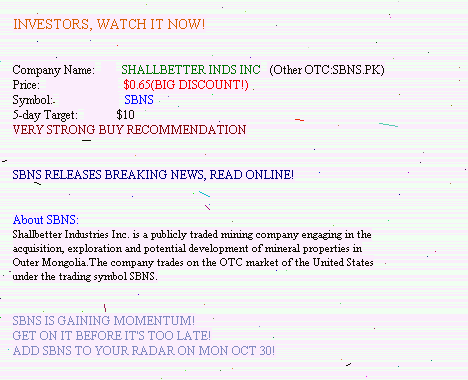 INVESTORS, WATCH IT NOW!
Company Name: SHALLBETTER INDS INC (Other OTC:SBNS.PK)
Price: $0.65(BIG DISCOUNT!) .
Symbol: SBNS
5-day Target: $10
VERY STRONG BUY RECOMMENDATION
SBNS RELEASES BREAKING NEWS, READ ONLINE!
About SBNS:
Shallbetter Industries Inc. is a publicly traded mining company engaging in the
acquisition, exploration and potential development of mineral properties in
Outer Mongolia.The company trades on the OTC market of the United States
under the trading symbol SBNS.
SBNS IS GAINING MOMENTUM!
GET ON IT BEFORE IT'S TOO LATE!
ADD SBNS TO YOUR RADAR ON MON OCT 30!